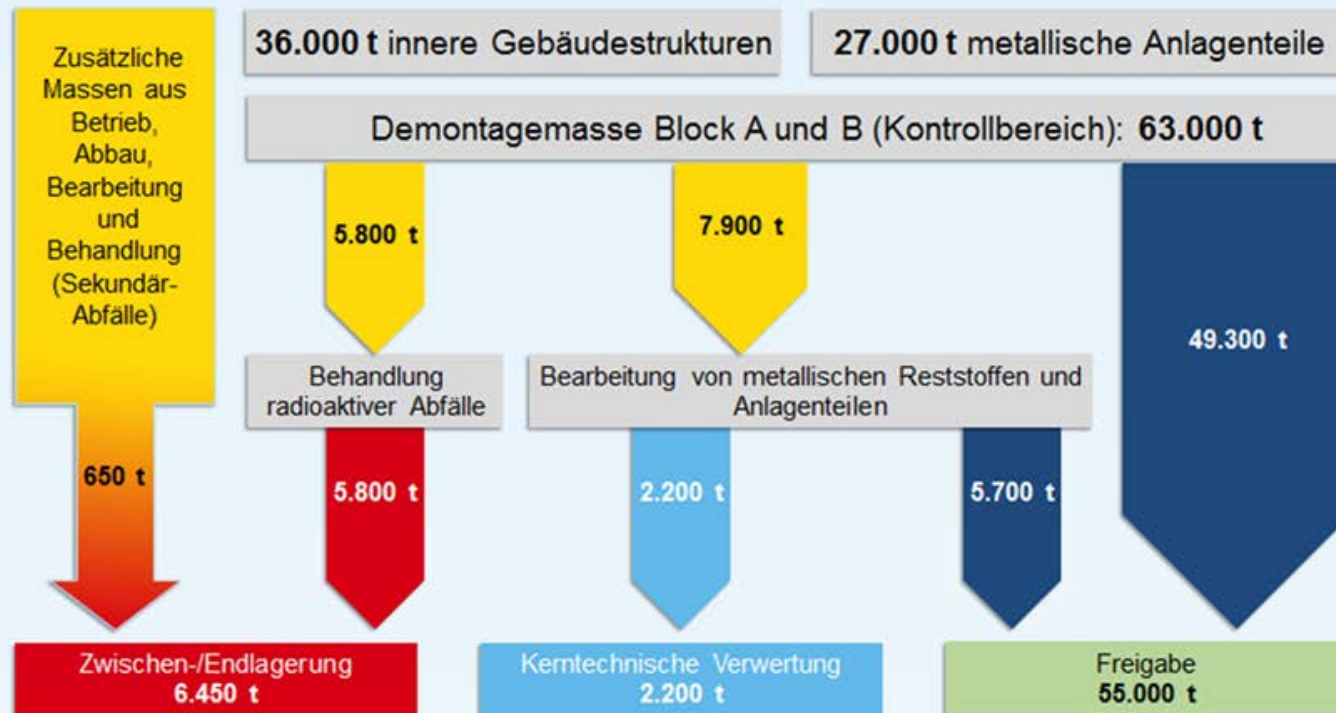 Zusätzliche
Massen aus
Betrieb,
Abbau,
Bearbeitung
und
Behandlung
(Sekundär-
Abfälle)
650 t
36.000 t innere Gebäudestrukturen
27.000 t metallische Anlagenteile
Demontagemasse Block A und B (Kontrollbereich): 63.000 t
5.800 t
7.900 t
49.300 t
Behandlung
radioaktiver Abfälle
Bearbeitung von metallischen Reststoffen und
Anlagenteilen
5.800 t
2.200 t
5.700 t
Zwischen-/Endlagerung
6.450 t
Kerntechnische Verwertung
2.200 t
Freigabe
55.000 t